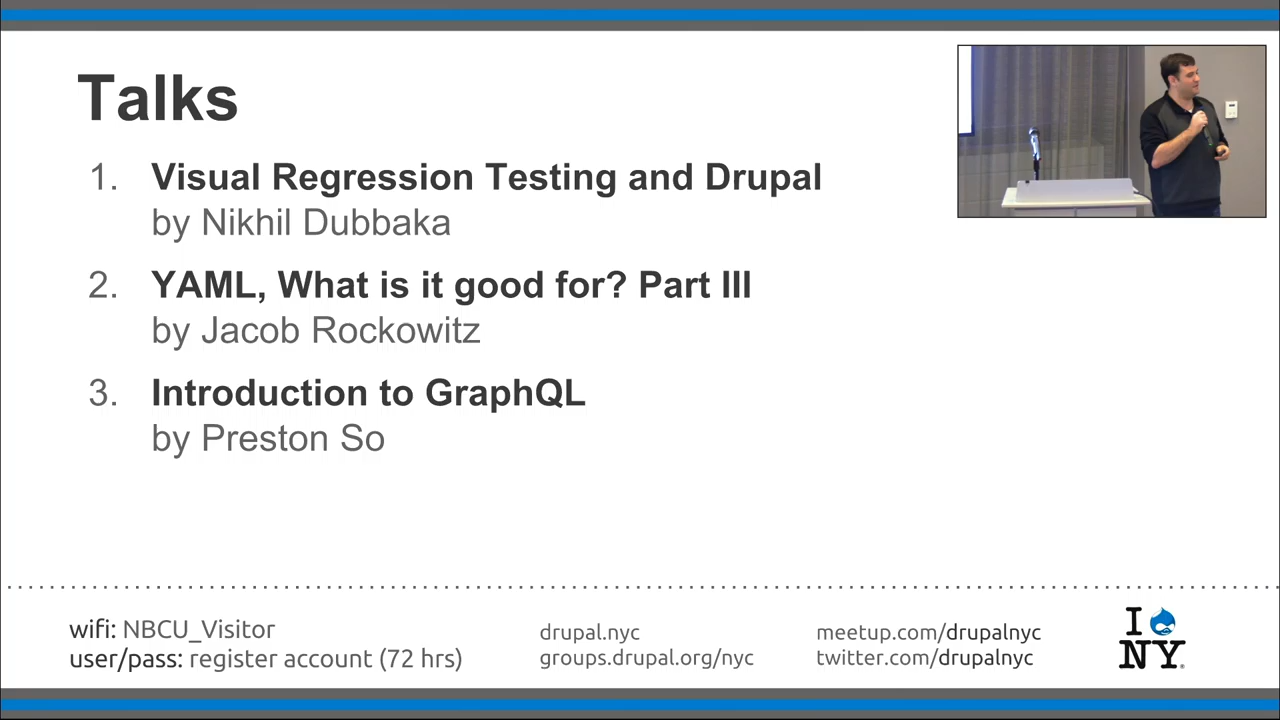 Talks
1. Visual Regression Testing and Drupal
by Nikhil Dubbaka
2. YAML, What is it good for? Part III
by Jacob Rockowitz
3. Introduction to GraphQL
by Preston So
wifi: NBCU_Visitor
user/pass: register account (72 hrs)
drupal.nyc
groups.drupal.org/nyc
meetup.com/drupalnyc
twitter.com/drupalnyc
I
NY